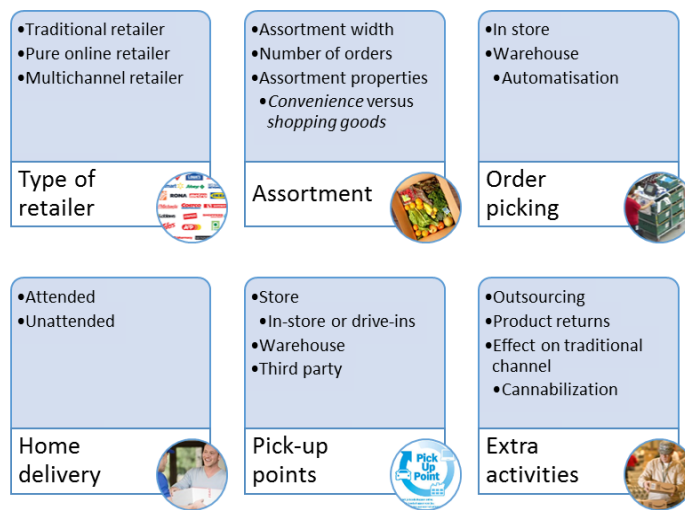 •Traditional retailer
•Pure online retailer
•Multichannel retailer
Type of
retailer
•Assortment width
•Number of orders
•Assortment properties
•Convenience versus
shopping goods
Assortment
•In store
•Warehouse
•Automatisation
Order
picking
•Attended
•Unattended
Home
delivery
•Store
•In-store or drive-ins
•Warehouse
•Third party
Pick-up
points
Pick
Up
Point
•Outsourcing
•Product returns
•Effect on traditional
channel
•Cannabilization
Extra
activities